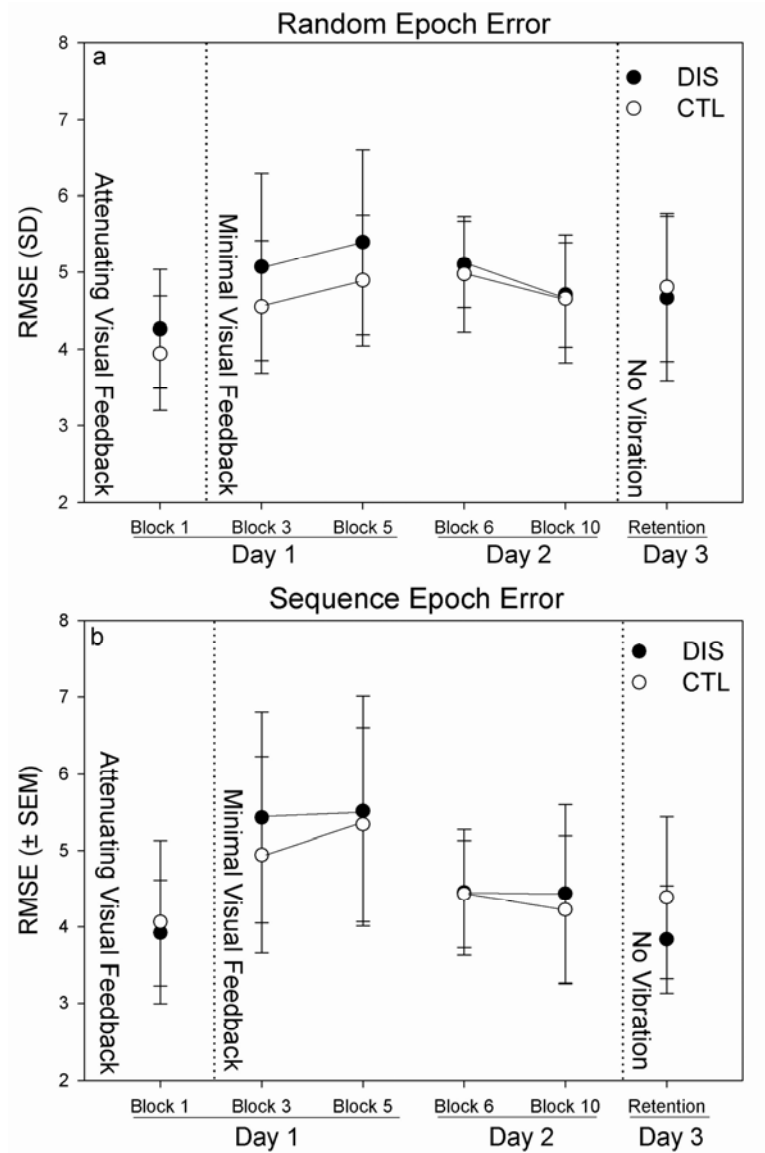 Random Epoch Error
a
8
7
6
5
4
3
2
RMSE (SD)
Attenuating Visual Feedback
Minimal Visual Feedback
No Vibration
DIS
CTL
Block 1
Block 3
Block 5
Block 6
Block 10
Retention
Day 1
Day 2
Day 3
Sequence Epoch Error
b
8
7
6
5
4
3
2
RMSE (± SEM)
Attenuating Visual Feedback
Minimal Visual Feedback
No Vibration
DIS
CTL
Block 1
Block 3
Block 5
Block 6
Block 10
Retention
Day 1
Day 2
Day 3